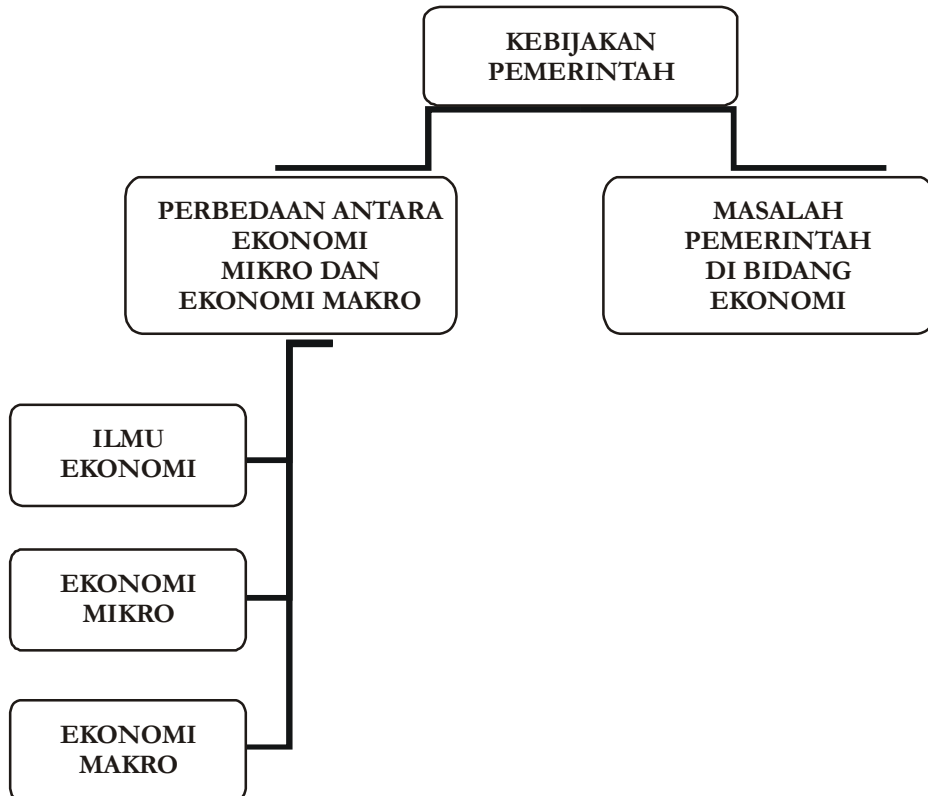 KEBIJAKAN
PEMERINTAH
PERBEDAAN ANTARA
EKONOMI
MIKRO DAN
EKONOMI MAKRO
MASALAH
PEMERINTAH
DI BIDANG
EKONOMI
ILMU
EKONOMI
EKONOMI
MIKRO
EKONOMI
MAKRO